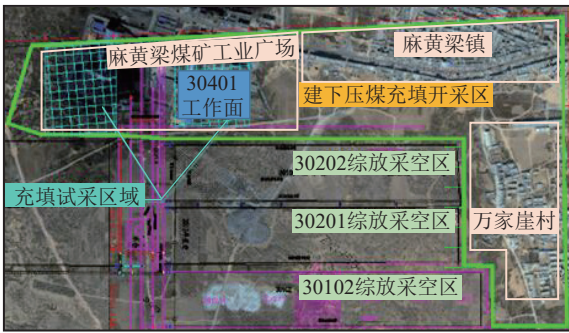 麻黄梁煤矿工业广场
麻黄梁镇
30401
工作面
建下压煤充填开采区
30202综放采空区
充填试采区域
30201综放采空区
万家崖村
30102综放采空区